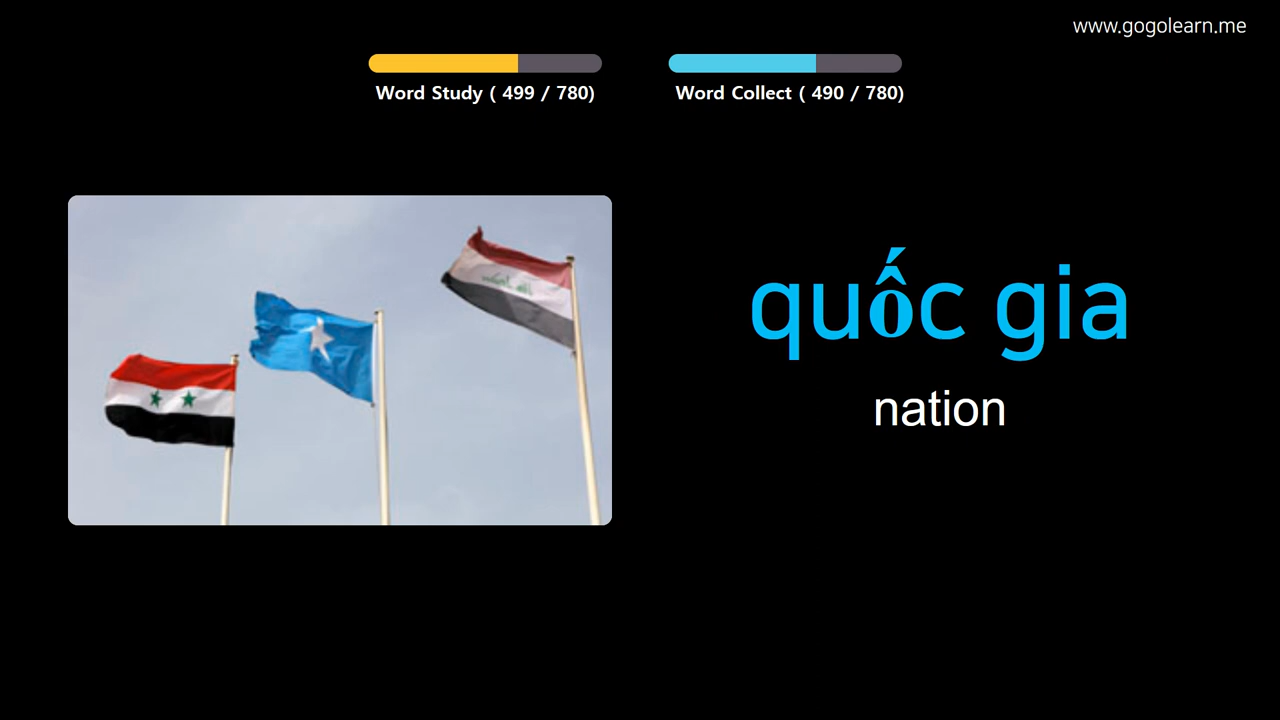 www.gogolearn.me
Word Study ( 499 / 780)
Word Collect ( 490 / 780)
quốc gia
nation